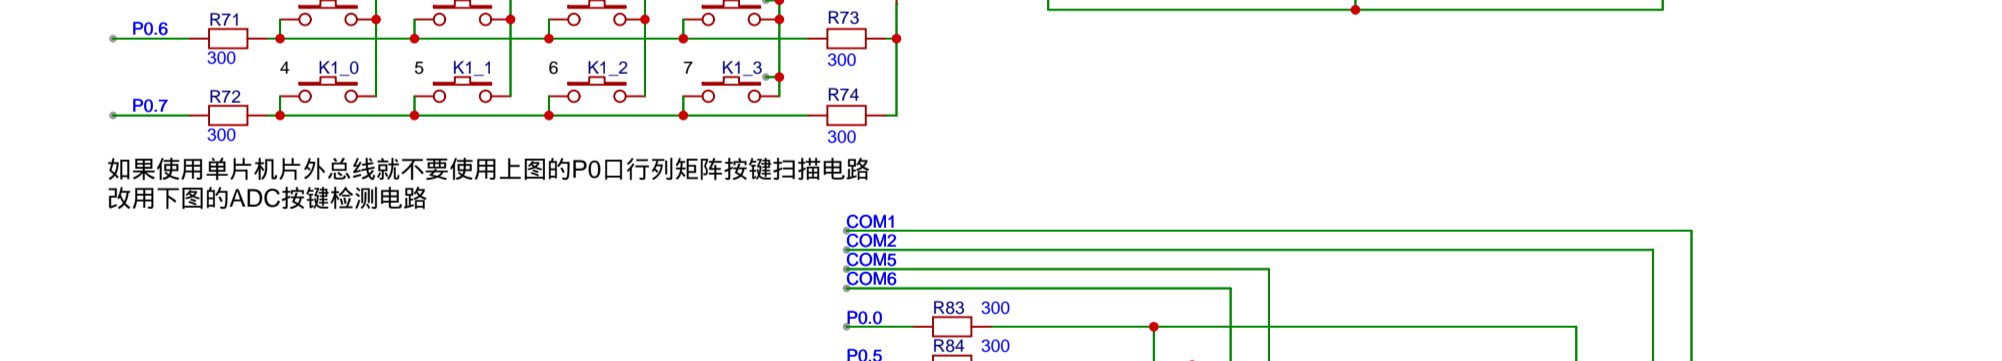 P0.6
R71
300
R73
300
4
K1_0
5
K1_1
6
K1_2
7
K1_3
P0.7
R72
300
R74
300
如果使用单片机片外总线就不要使用上图的P0口行列矩阵按键扫描电路
改用下图的ADC按键检测电路
COM1
COM2
COM5
COM6
P0.0
R83
300
P0.5
R84
300